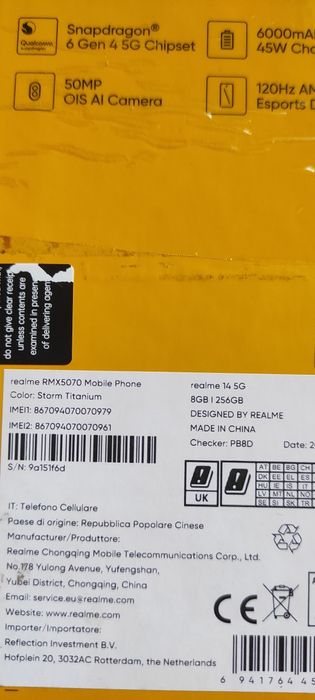 Snapdragon®
6 Gen 4 5G Chipset
Qualcomm
snapdragon
6000mA
45W Cha
50MP
OIS AI Camera
120Hz AM
Esports D
do not give clear receip
unless contents are
examined in presen
of delivering agen
realme RMX5070 Mobile Phone
Color: Storm Titanium
IMEI1: 867094070070979
IMEI2: 867094070070961
S/N: 9a151f6d
realme 14 5G
8GB | 256GB
DESIGNED BY REALME
MADE IN CHINA
Checker: PB8D
Date: 2
UK
AT BE BG CH
DK EE EL ES
HU IE IS IT
LV MT NL NO
SE SI SK TR
IT: Telefono Cellulare
Paese di origine: Repubblica Popolare Cinese
Manufacturer/Produttore:
Realme Chongqing Mobile Telecommunications Corp., Ltd.
No.178 Yulong Avenue, Yufengshan,
Yubei District, Chongqing, China
Email: service.eu@realme.com
Website: www.realme.com
Importer/Importatore:
Reflection Investment B.V.
Hofplein 20, 3032AC Rotterdam, the Netherlands
CE
6 941764 45